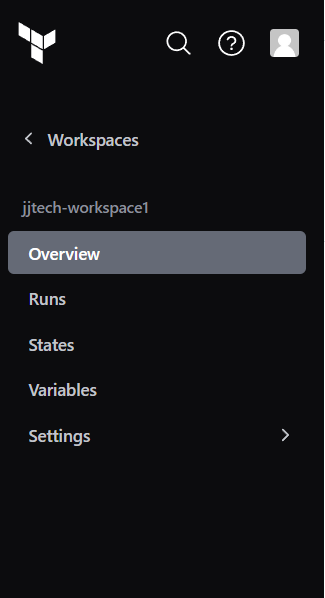 Workspaces
jjtech-workspace1
Overview
Runs
States
Variables
Settings